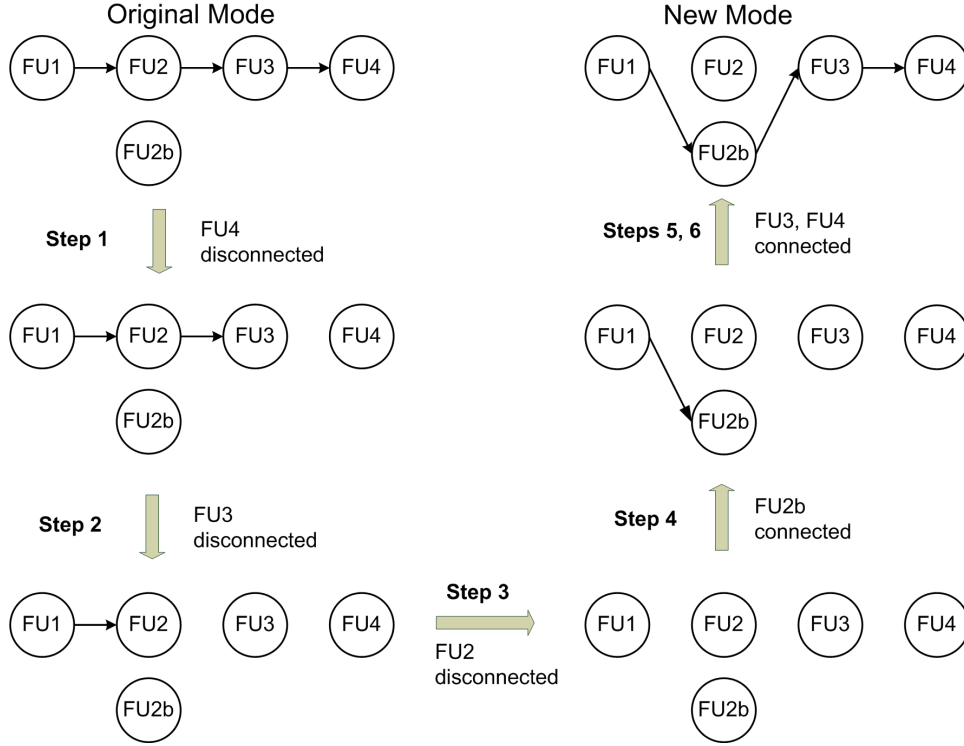 Original Mode
New Mode
FU1
FU2
FU3
FU4
FU2b
FU1
FU2
FU3
FU4
FU2b
Step 1
FU4
disconnected
Steps 5, 6
FU3, FU4
connected
FU1
FU2
FU3
FU4
FU2b
FU1
FU2
FU3
FU4
FU2b
Step 2
FU3
disconnected
Step 4
FU2b
connected
FU1
FU2
FU3
FU4
FU2b
Step 3
FU2
disconnected
FU1
FU2
FU3
FU4
FU2b